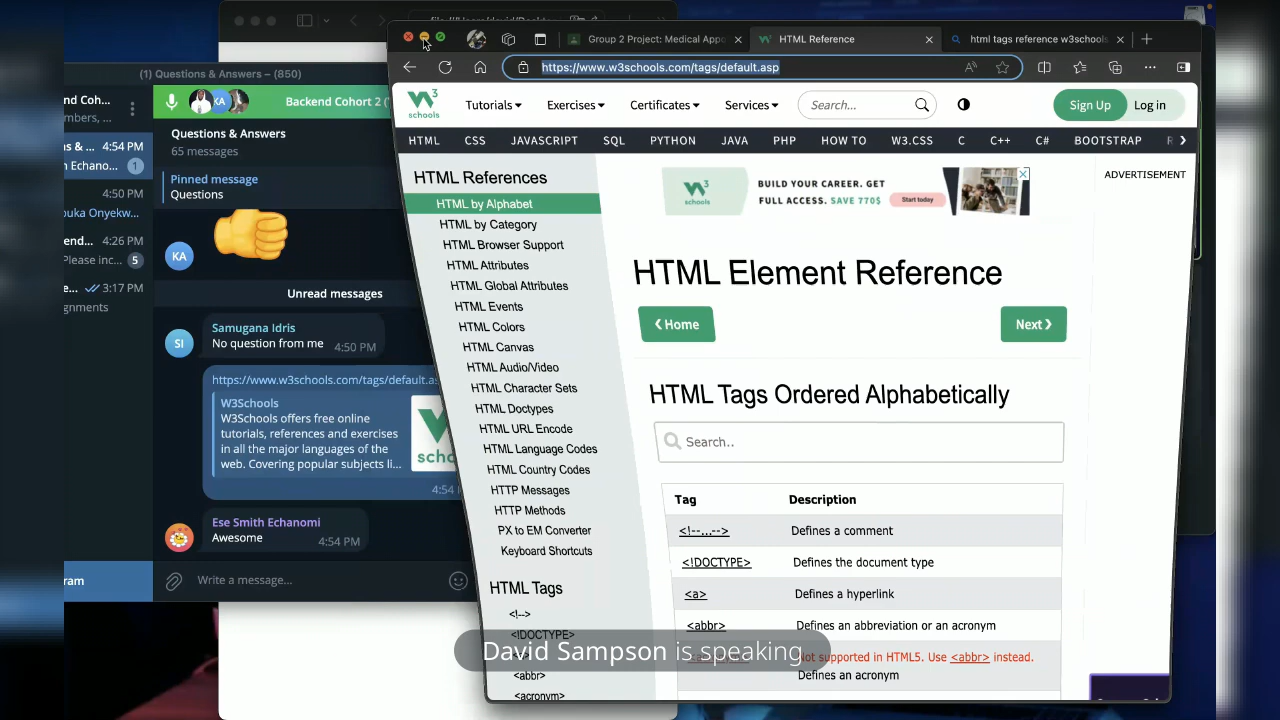 (1) Questions & Answers – (850)
nd Coh...
mbers, ...
Backend Cohort 2 (
Questions & Answers
65 messages
Pinned message
Questions
s & ...
4:54 PM
n Echano...
1
4:50 PM
ouka Onyekw...
end...
4:26 PM
Please inc...
5
3:17 PM
gnments
KA
KA
Unread messages
SI
Samugana Idris
No question from me
4:50 PM
https://www.w3schools.com/tags/default.as
W3Schools
W3Schools offers free online
tutorials, references and exercises
in all the major languages of the
web. Covering popular subjects li...
scho
4:54
Ese Smith Echanomi
Awesome
4:54 PM
ram
Write a message...
Group 2 Project: Medical Appo
HTML Reference
html tags reference w3schools
https://www.w3schools.com/tags/default.asp
W3
schools
Tutorials
Exercises
Certificates
Services
Search...
Sign Up
Log in
HTML
CSS
JAVASCRIPT
SQL
PYTHON
JAVA
PHP
HOW TO
W3.CSS
C
C++
C#
BOOTSTRAP
R
HTML References
HTML by Alphabet
HTML by Category
HTML Browser Support
HTML Attributes
HTML Global Attributes
HTML Events
HTML Colors
HTML Canvas
HTML Audio/Video
HTML Character Sets
HTML Doctypes
HTML URL Encode
HTML Language Codes
HTML Country Codes
HTTP Messages
HTTP Methods
PX to EM Converter
Keyboard Shortcuts
HTML Tags
<!-->
<!DOCTYPE>
<abbr>
<acronym>
W3
schools
BUILD YOUR CAREER. GET
FULL ACCESS. SAVE 770$
Start today
ADVERTISEMENT
HTML Element Reference
❮ Home
Next ❯
HTML Tags Ordered Alphabetically
Search..
Tag
Description
<!--...-->
Defines a comment
<!DOCTYPE>
Defines the document type
<a>
Defines a hyperlink
<abbr>
Defines an abbreviation or an acronym
Not supported in HTML5. Use <abbr> instead.
Defines an acronym
David Sampson is speaking